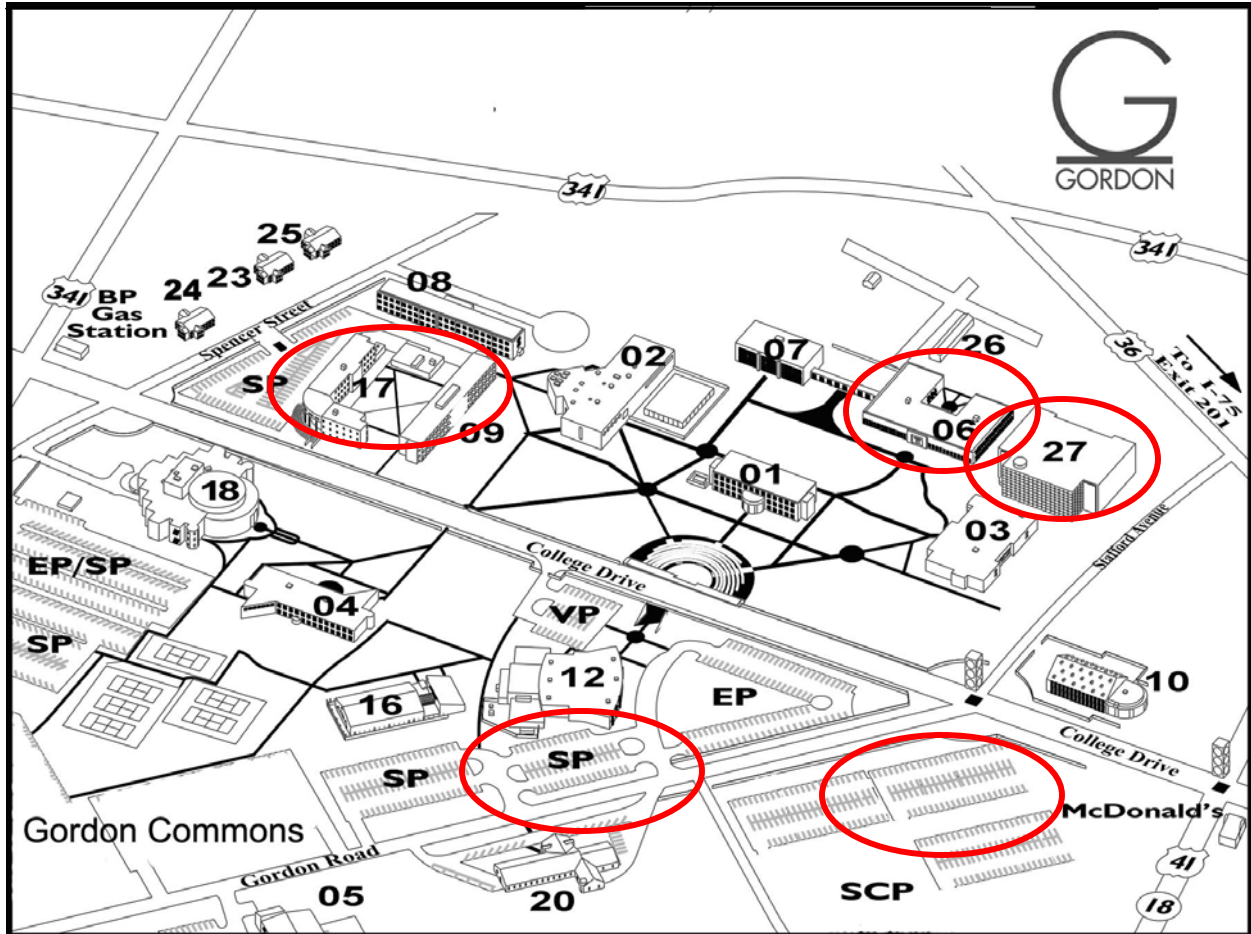 G
GORDON
341
341
25
23
24
341
BP
Gas
Station
Spencer Street
08
SP
17
09
02
07
26
06
27
36
To I-75
Exit 201
01
03
18
Stafford Avenue
College Drive
EP/SP
SP
04
VP
12
16
EP
10
SP
SP
College Drive
McDonald's
Gordon Commons
Gordon Road
05
20
SCP
41
18